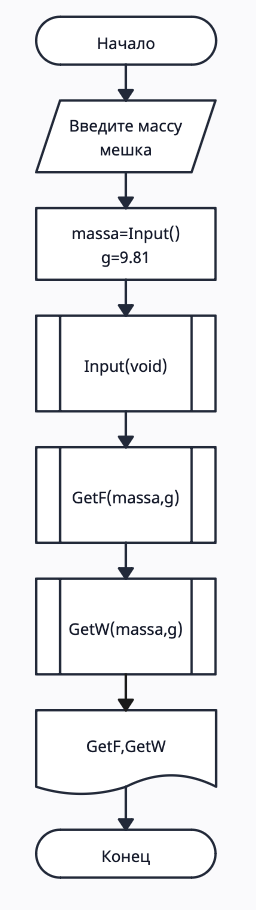 Начало
Введите массу
мешка
massa=Input()
g=9.81
Input(void)
GetF(massa,g)
GetW(massa,g)
GetF,GetW
Конец